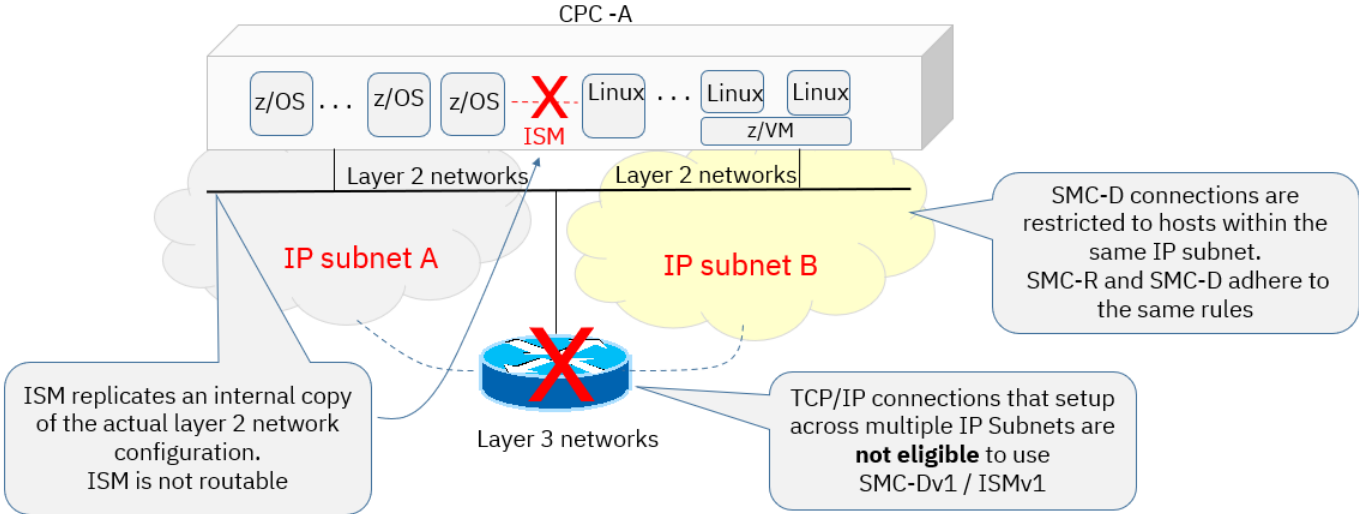 CPC -A
z/OS
. . .
z/OS
z/OS
X
ISM
Linux
. . .
Linux
Linux
z/VM
Layer 2 networks
Layer 2 networks
IP subnet A
IP subnet B
SMC-D connections are
restricted to hosts within the
same IP subnet.
SMC-R and SMC-D adhere to
the same rules
ISM replicates an internal copy
of the actual layer 2 network
configuration.
ISM is not routable
X
Layer 3 networks
TCP/IP connections that setup
across multiple IP Subnets are
not eligible to use
SMC-Dv1 / ISMv1